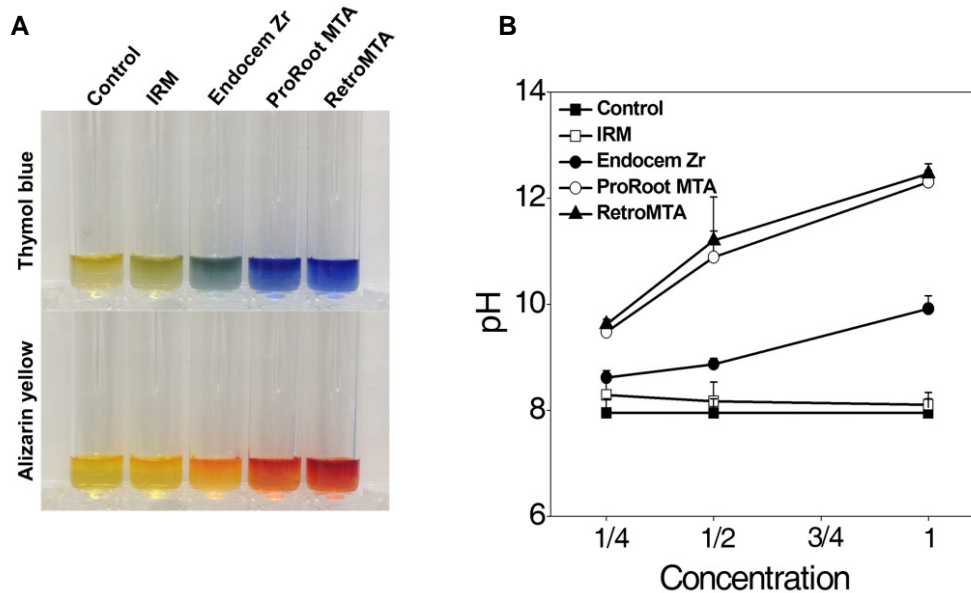 A
Control
IRM
Endocem Zr
ProRoot MTA
RetroMTA
Thymol blue
Alizarin yellow
B
14
12
10
8
6
pH
Control
IRM
Endocem Zr
ProRoot MTA
RetroMTA
1/4
1/2
3/4
1
Concentration